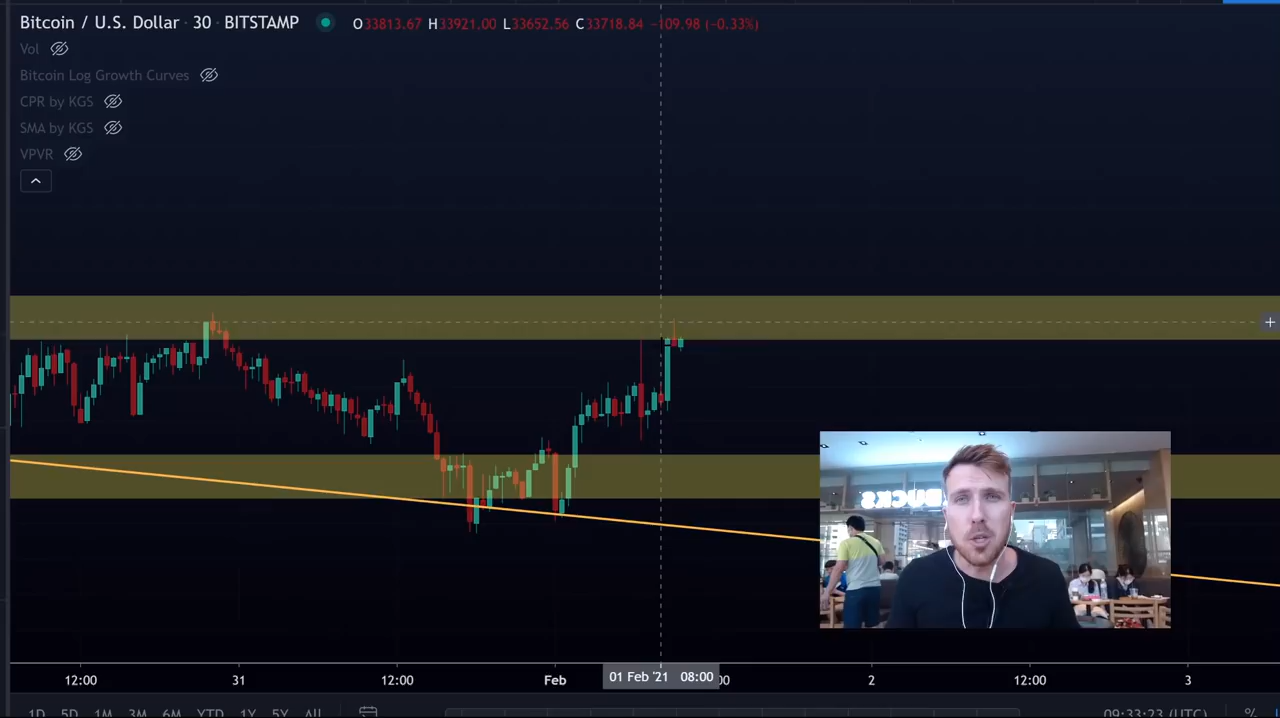 Bitcoin / U.S. Dollar · 30 · BITSTAMP O33813.67 H33921.00 L33652.56 C33718.84 −109.98 (−0.33%)
Vol
Bitcoin Log Growth Curves
CPR by KGS
SMA by KGS
VPVR
BUCKS
12:00 31 12:00 Feb 01 Feb '21 08:00 :00 2 12:00 3
1D 5D 1M 3M 6M YTD 1Y 5Y All 09:33:23 (UTC) %